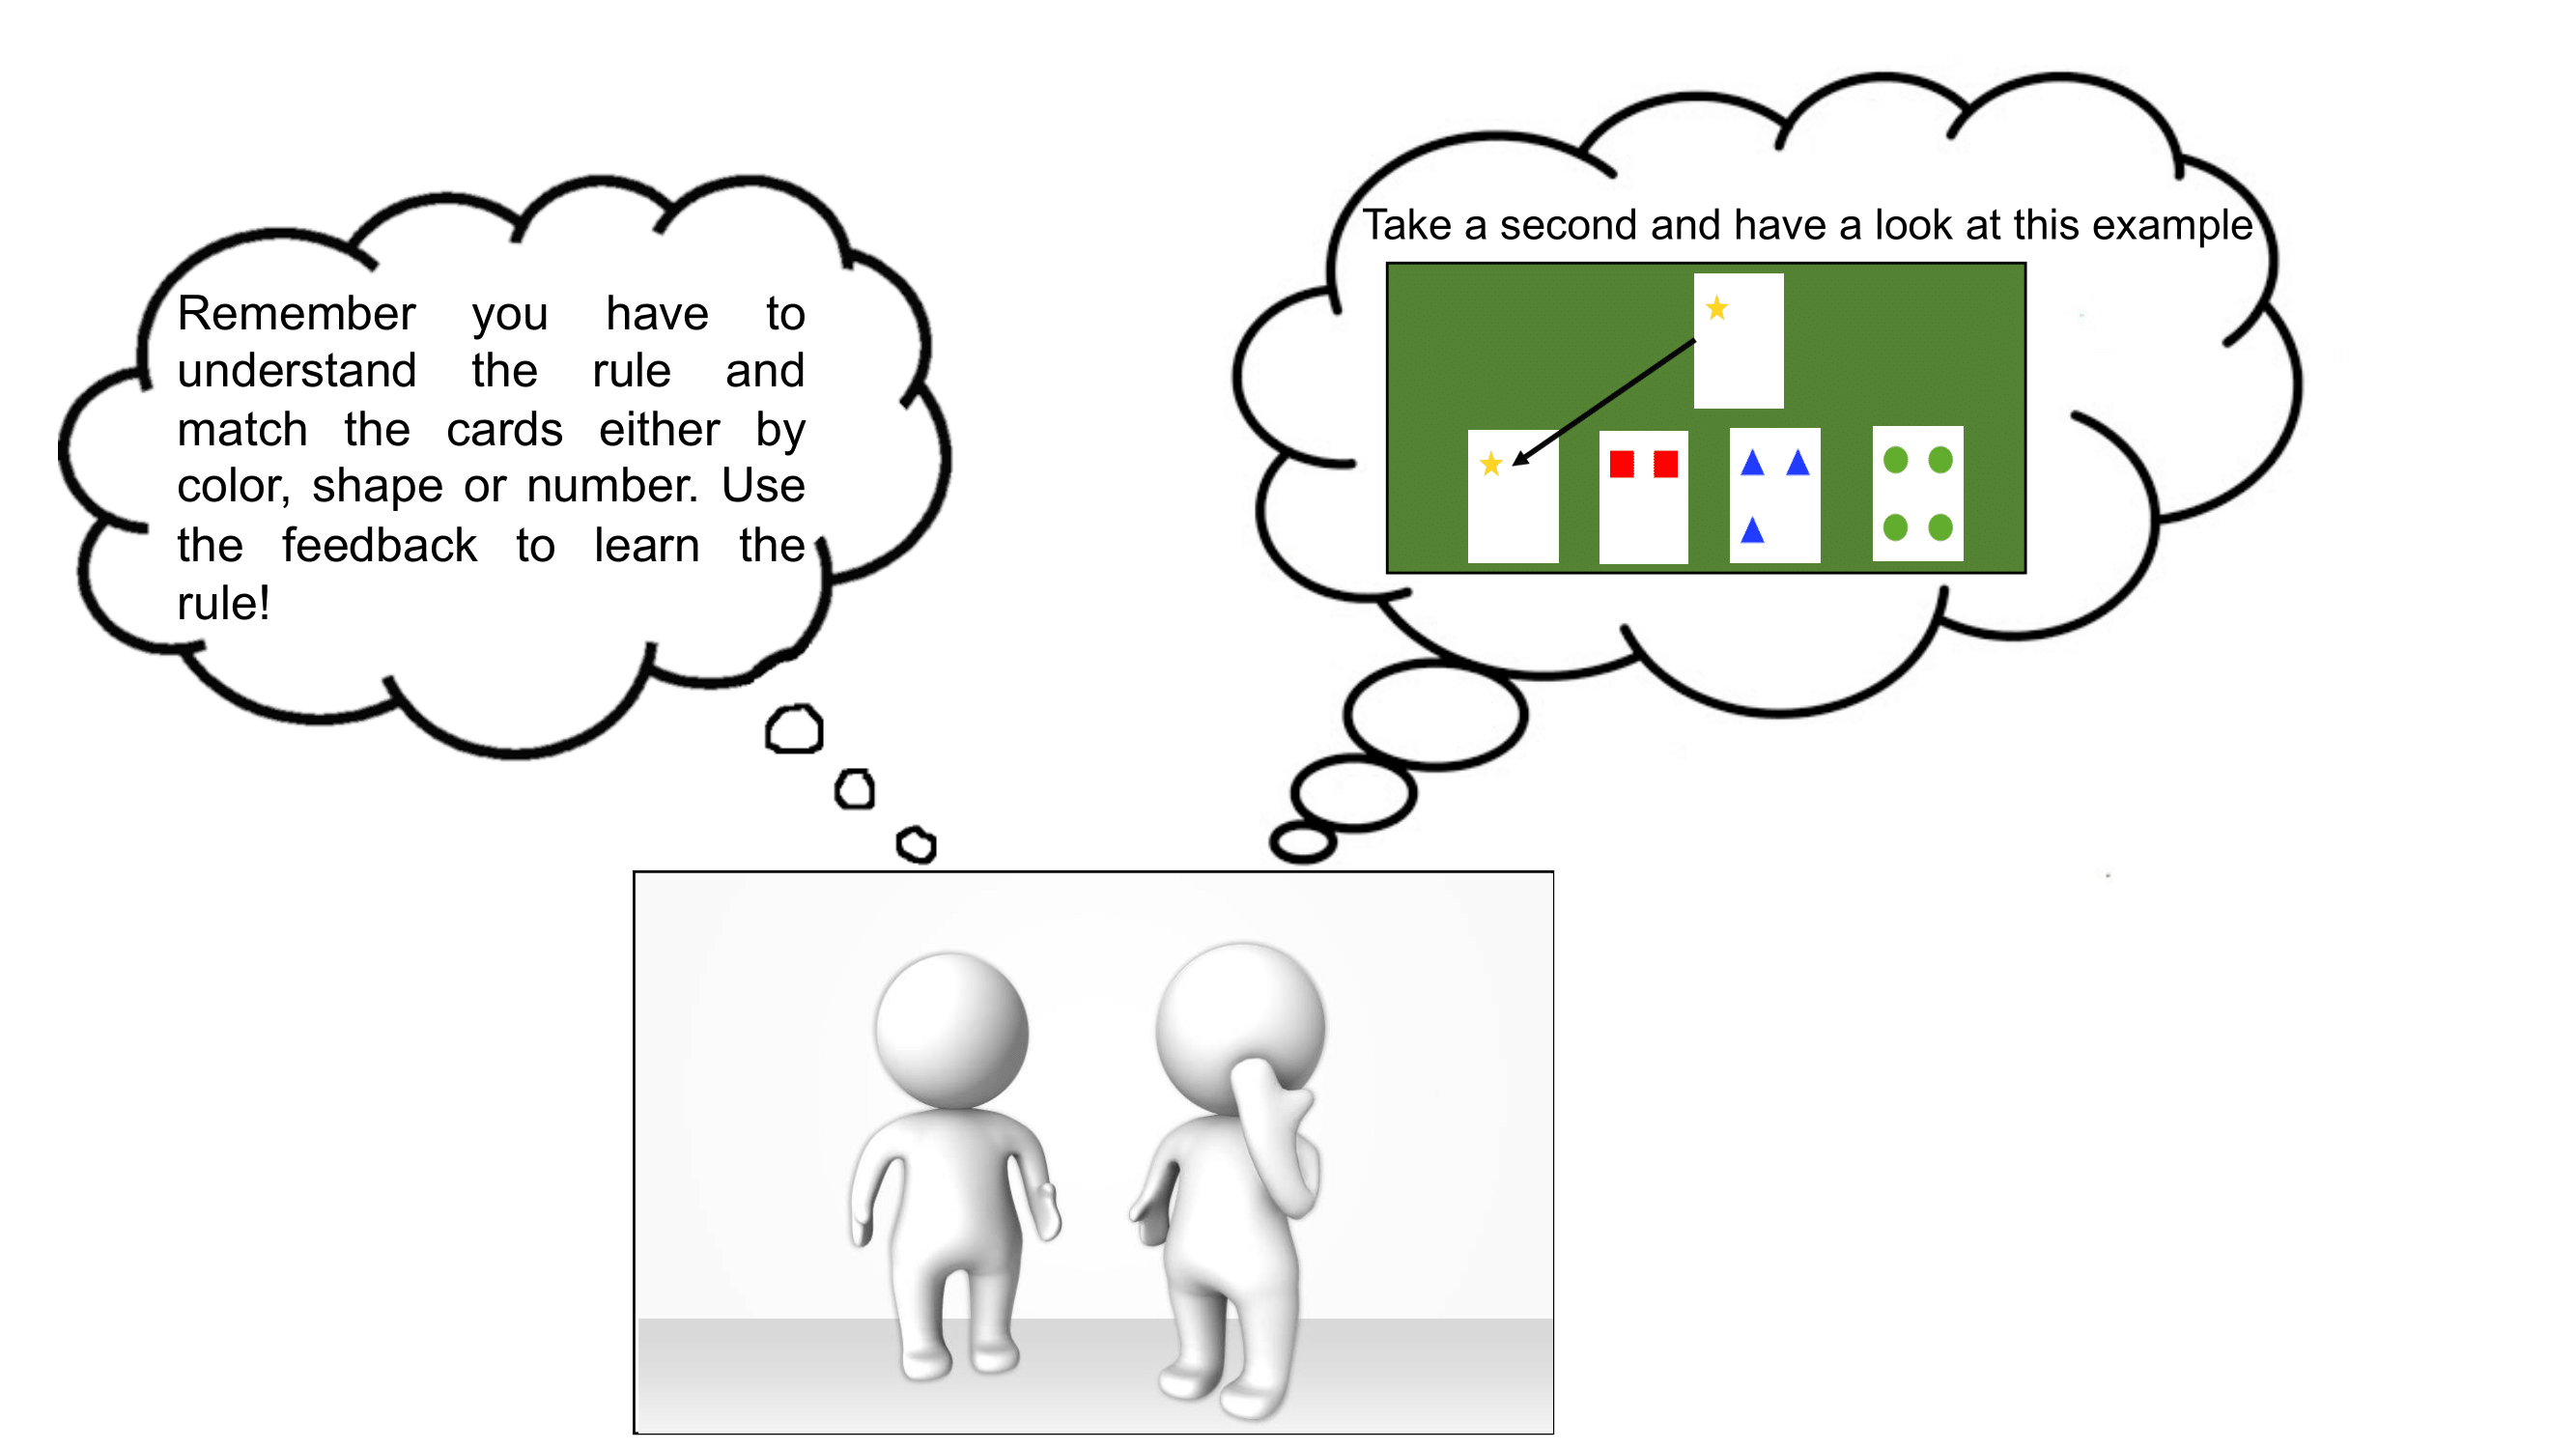 Remember you have to
understand the rule and
match the cards either by
color, shape or number. Use
the feedback to learn the
rule!
Take a second and have a look at this example